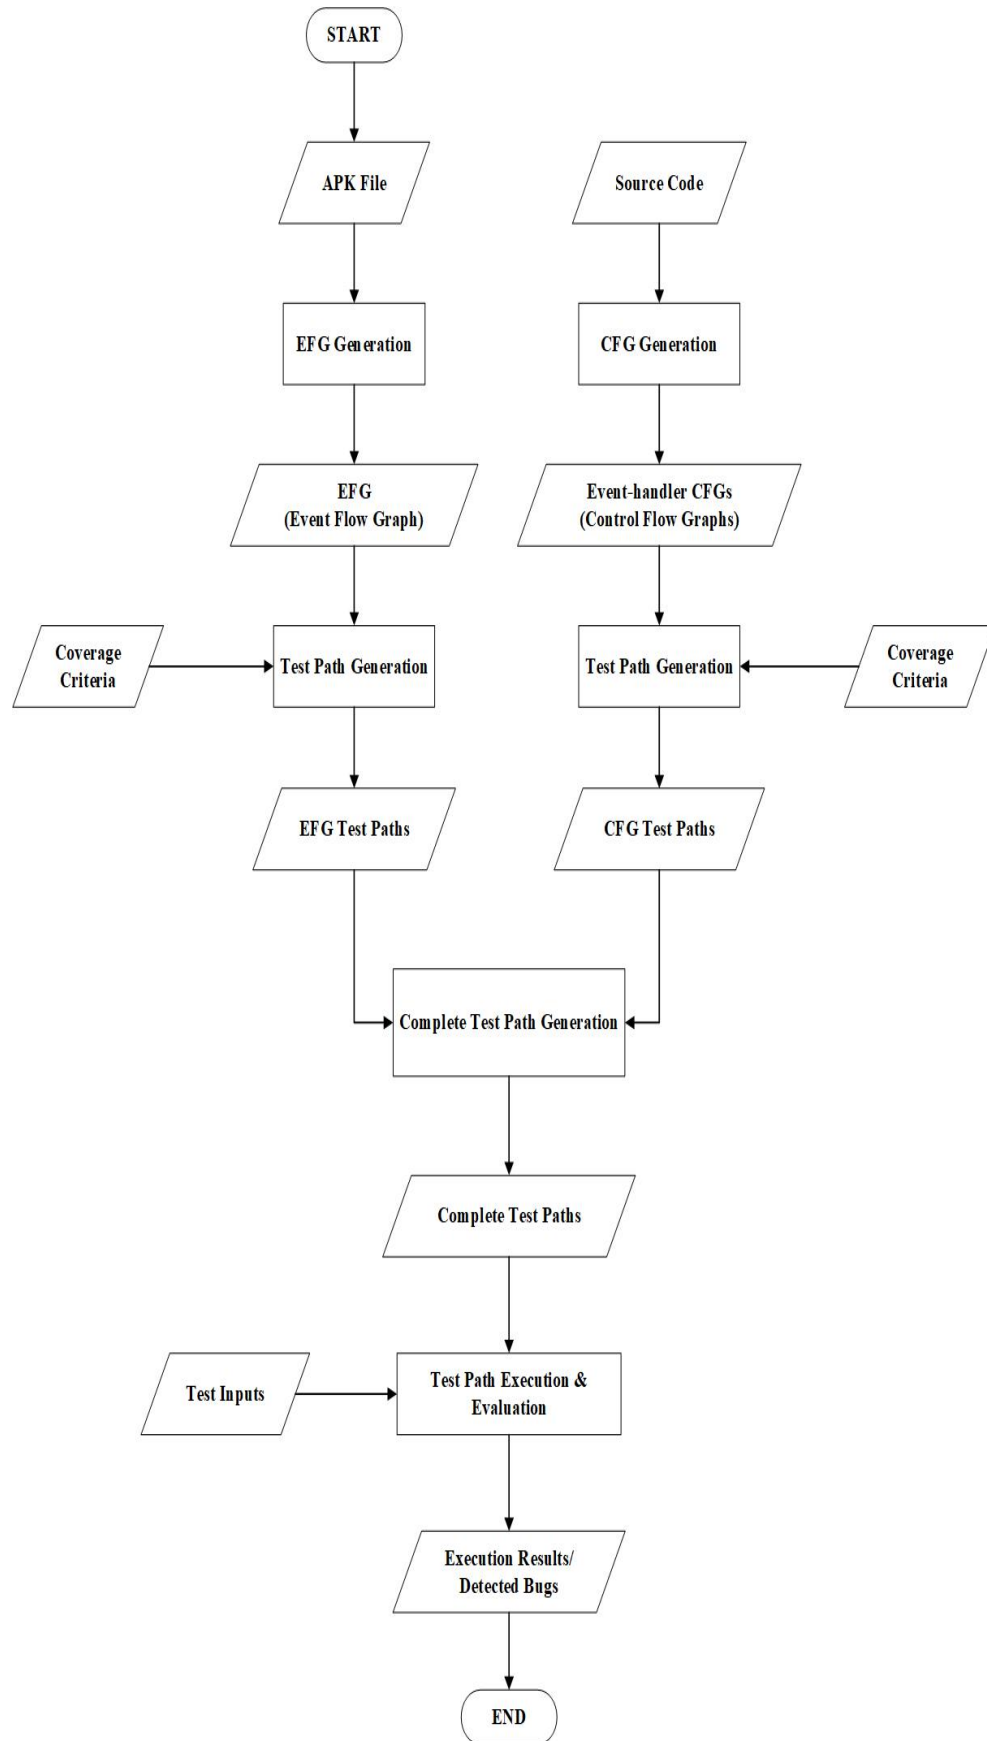 START
APK File
Source Code
EFG Generation
CFG Generation
EFG
(Event Flow Graph)
Event-handler CFGs
(Control Flow Graphs)
Coverage
Criteria
Test Path Generation
Test Path Generation
Coverage
Criteria
EFG Test Paths
CFG Test Paths
Complete Test Path Generation
Complete Test Paths
Test Inputs
Test Path Execution &
Evaluation
Execution Results/
Detected Bugs
END